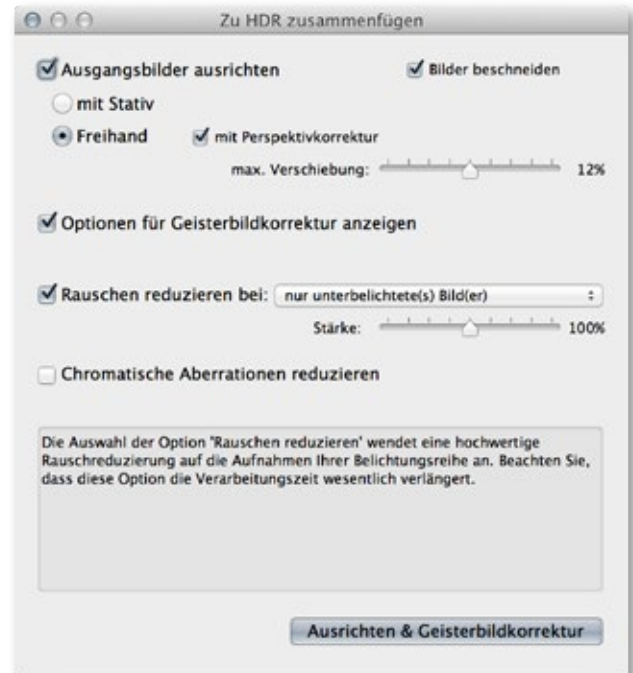 Zu HDR zusammenfügen
Ausgangsbilder ausrichten
Bilder beschneiden
mit Stativ
Freihand
mit Perspektivkorrektur
max. Verschiebung:
12%
Optionen für Geisterbildkorrektur anzeigen
Rauschen reduzieren bei:
nur unterbelichtete(s) Bild(er)
Stärke:
100%
Chromatische Aberrationen reduzieren
Die Auswahl der Option 'Rauschen reduzieren' wendet eine hochwertige
Rauschreduzierung auf die Aufnahmen Ihrer Belichtungsreihe an. Beachten Sie,
dass diese Option die Verarbeitungszeit wesentlich verlängert.
Ausrichten & Geisterbildkorrektur